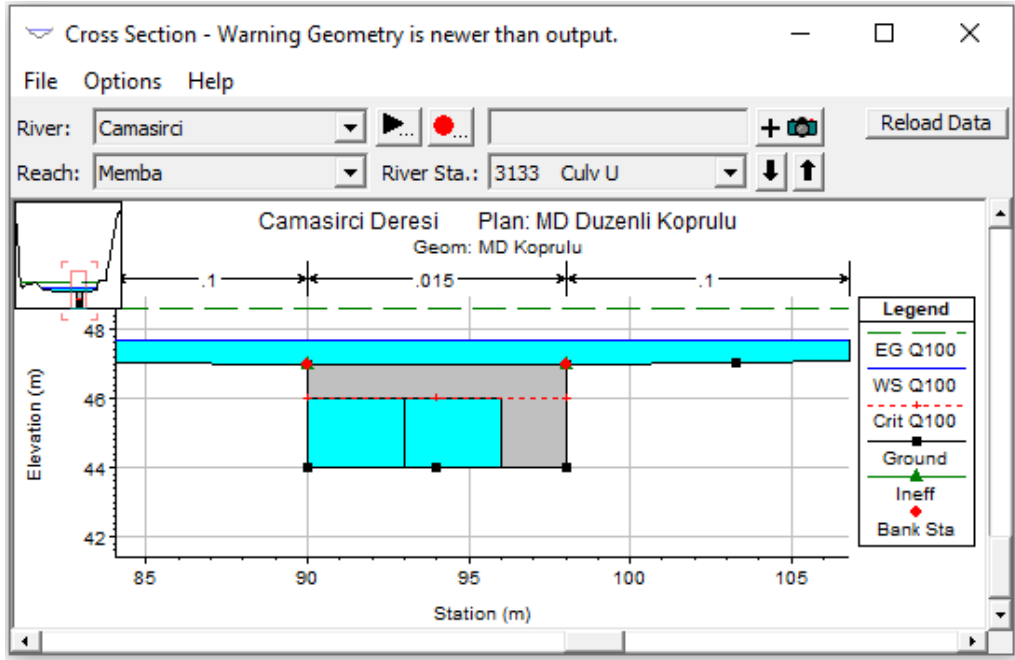 Cross Section - Warning Geometry is newer than output.
File Options Help
River: Camasirci ... ... Reload Data
Reach: Memba River Sta.: 3133 Culv U
Camasirci Deresi Plan: MD Duzenli Koprulu
Geom: MD Koprulu
.1 .015 .1
Legend
EG Q100
WS Q100
Crit Q100
Ground
Ineff
Bank Sta
Elevation (m)
48
46
44
42
85 90 95 100 105
Station (m)